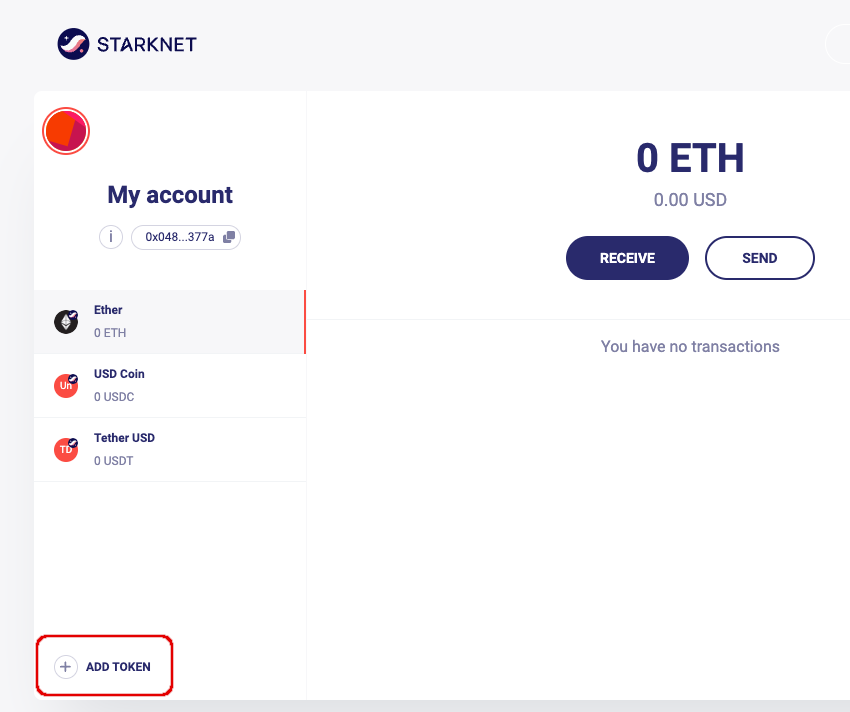 STARKNET
My account
i
0x048...377a
Ether
0 ETH
Un
USD Coin
0 USDC
TD
Tether USD
0 USDT
+ ADD TOKEN
0 ETH
0.00 USD
RECEIVE
SEND
You have no transactions